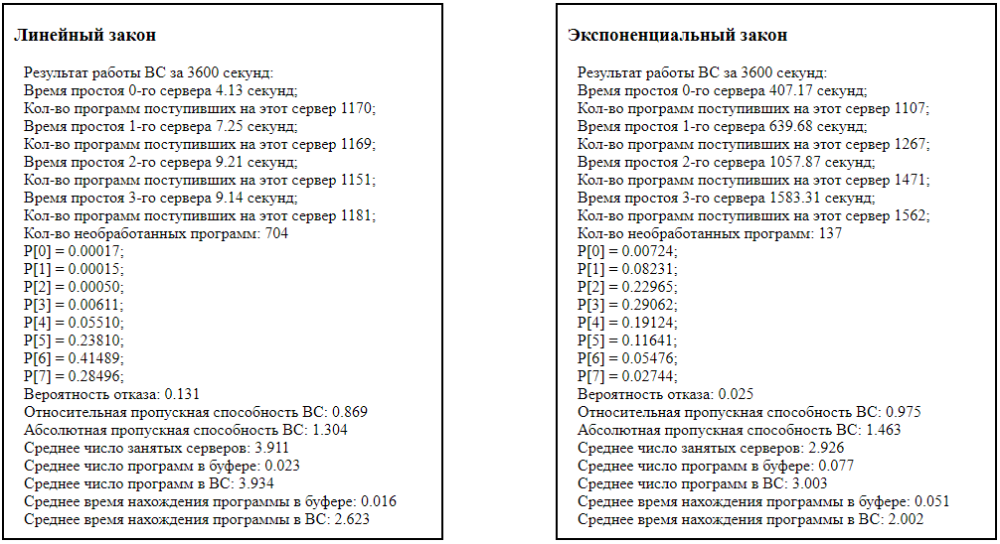 Линейный закон
Результат работы ВС за 3600 секунд:
Время простоя 0-го сервера 4.13 секунд;
Кол-во программ поступивших на этот сервер 1170;
Время простоя 1-го сервера 7.25 секунд;
Кол-во программ поступивших на этот сервер 1169;
Время простоя 2-го сервера 9.21 секунд;
Кол-во программ поступивших на этот сервер 1151;
Время простоя 3-го сервера 9.14 секунд;
Кол-во программ поступивших на этот сервер 1181;
Кол-во необработанных программ: 704
P[0] = 0.00017;
P[1] = 0.00015;
P[2] = 0.00050;
P[3] = 0.00611;
P[4] = 0.05510;
P[5] = 0.23810;
P[6] = 0.41489;
P[7] = 0.28496;
Вероятность отказа: 0.131
Относительная пропускная способность ВС: 0.869
Абсолютная пропускная способность ВС: 1.304
Среднее число занятых серверов: 3.911
Среднее число программ в буфере: 0.023
Среднее число программ в ВС: 3.934
Среднее время нахождения программы в буфере: 0.016
Среднее время нахождения программы в ВС: 2.623
Экспоненциальный закон
Результат работы ВС за 3600 секунд:
Время простоя 0-го сервера 407.17 секунд;
Кол-во программ поступивших на этот сервер 1107;
Время простоя 1-го сервера 639.68 секунд;
Кол-во программ поступивших на этот сервер 1267;
Время простоя 2-го сервера 1057.87 секунд;
Кол-во программ поступивших на этот сервер 1471;
Время простоя 3-го сервера 1583.31 секунд;
Кол-во программ поступивших на этот сервер 1562;
Кол-во необработанных программ: 137
P[0] = 0.00724;
P[1] = 0.08231;
P[2] = 0.22965;
P[3] = 0.29062;
P[4] = 0.19124;
P[5] = 0.11641;
P[6] = 0.05476;
P[7] = 0.02744;
Вероятность отказа: 0.025
Относительная пропускная способность ВС: 0.975
Абсолютная пропускная способность ВС: 1.463
Среднее число занятых серверов: 2.926
Среднее число программ в буфере: 0.077
Среднее число программ в ВС: 3.003
Среднее время нахождения программы в буфере: 0.051
Среднее время нахождения программы в ВС: 2.002